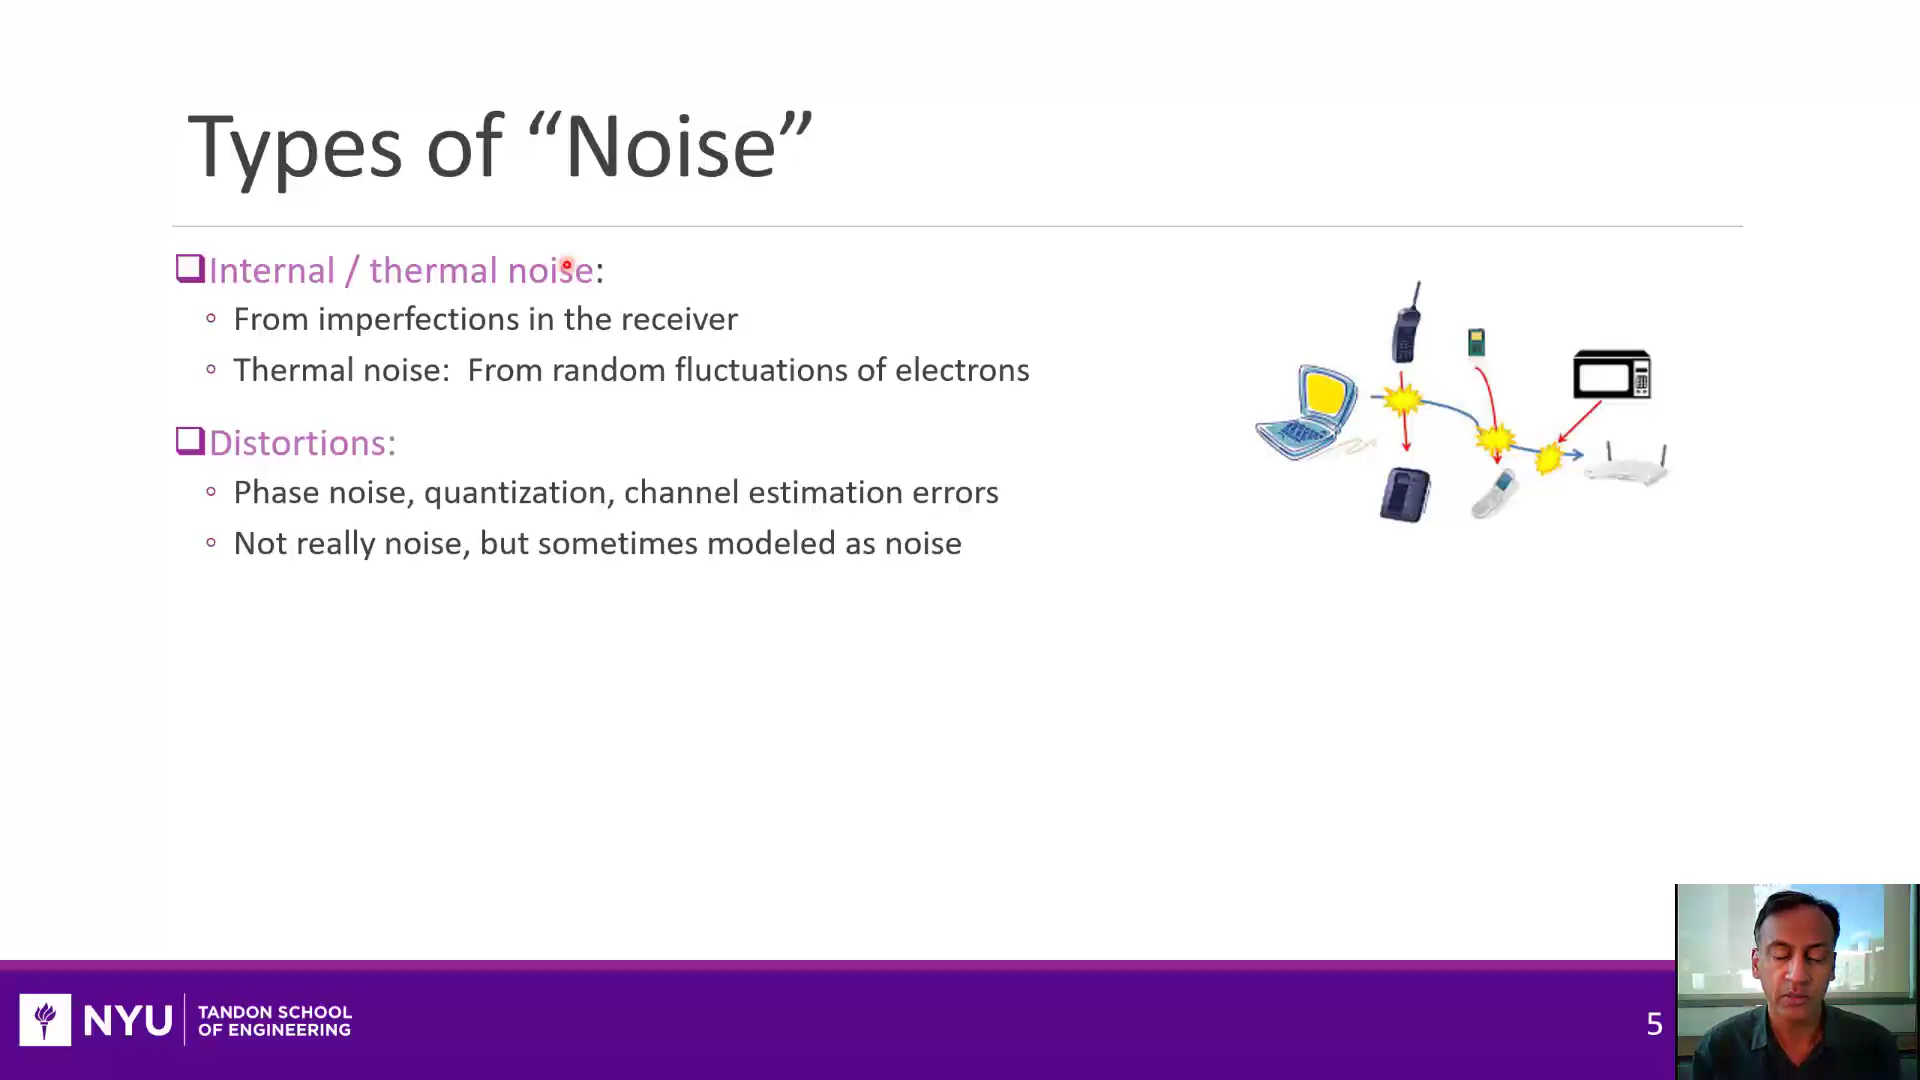 Types of “Noise”
Internal / thermal noise:
From imperfections in the receiver
Thermal noise: From random fluctuations of electrons
Distortions:
Phase noise, quantization, channel estimation errors
Not really noise, but sometimes modeled as noise
NYU
TANDON SCHOOL
OF ENGINEERING
5